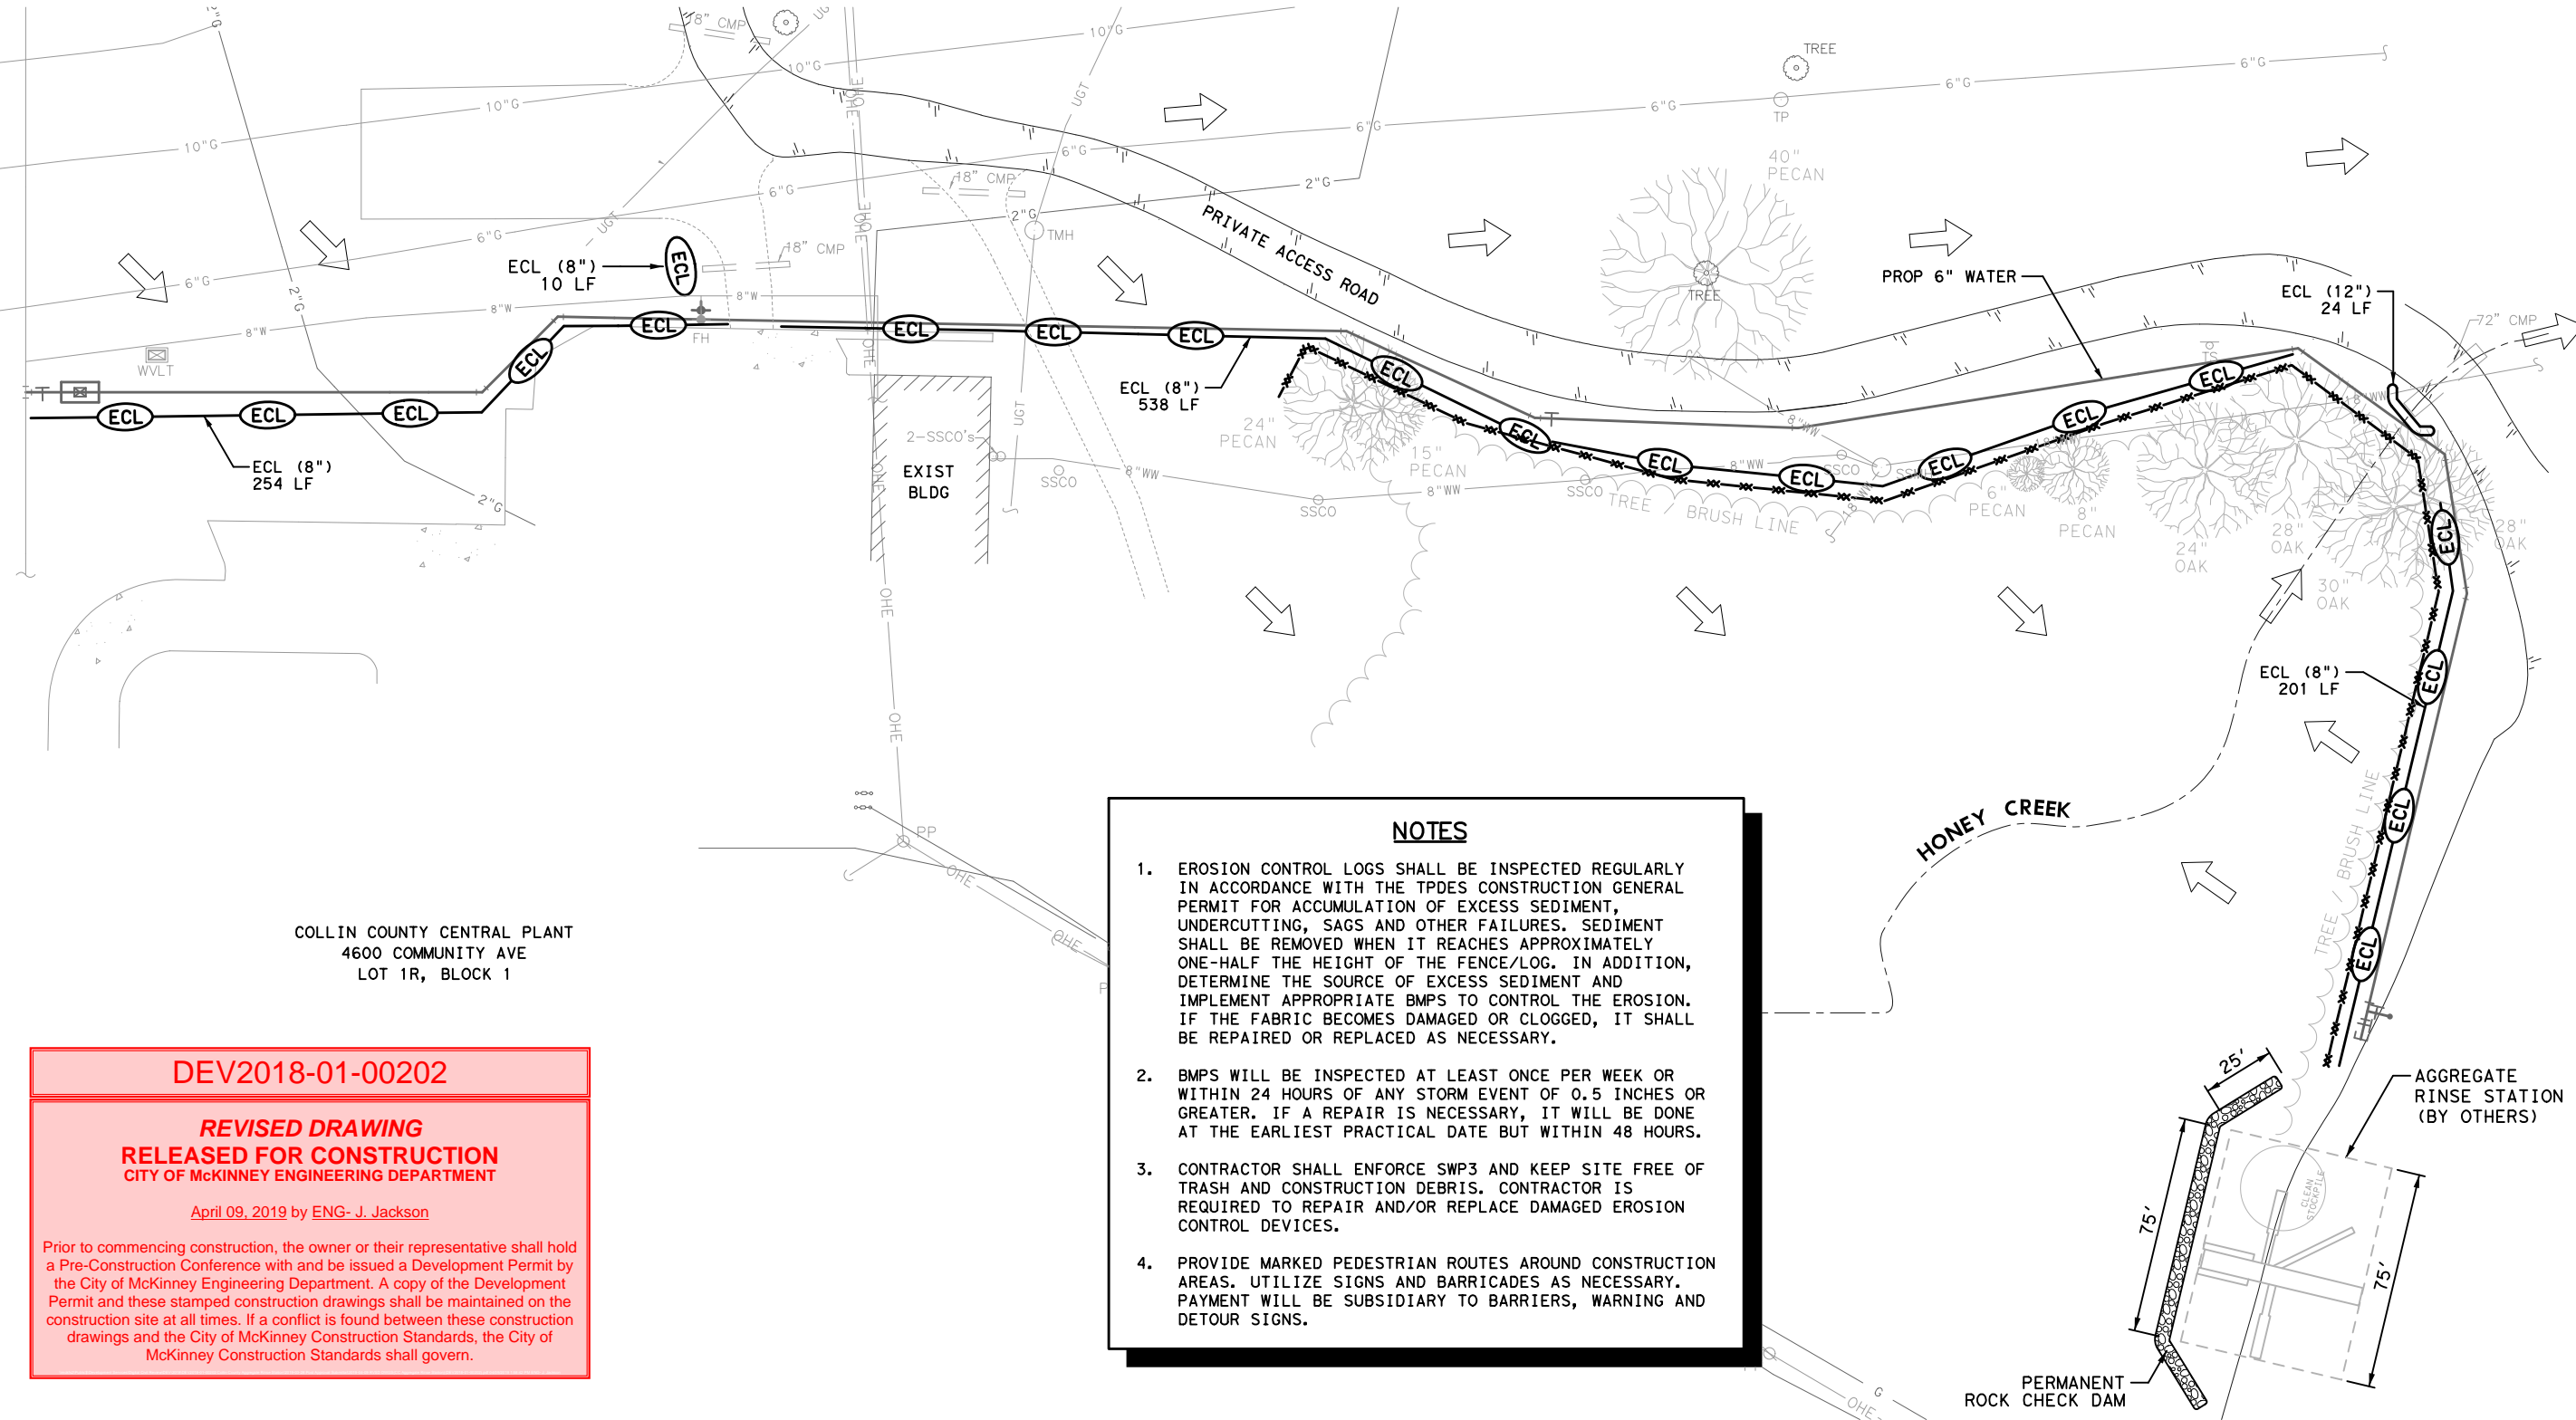 18" CMP
UGT
10"G
TREE
6"G
6"G
10"G
OHE
OHE
UGT
10"G
6"G
TP
6"G
10"G
6"G
40"
PECAN
18" CMP
2"G
6"G
UGT
OHE
OHE
2"G
TMH
PRIVATE ACCESS ROAD
6"G
ECL (8")
10 LF
ECL
18" CMP
TREE
PROP 6" WATER
ECL (12")
24 LF
6"G
2"G
8"W
8"W
72" CMP
8"W
ECL
FH
ECL
ECL
ECL
OHE
TS
WVLT
ECL
ECL
ECL
ECL
ECL
ECL (8")
538 LF
ECL
ECL
ECL
18"WW
24"
PECAN
UGT
8"WW
2-SSCO's
ECL
15"
PECAN
18"WW
ECL (8")
254 LF
EXIST
BLDG
OHE
SSCO
8"WW
ECL
8"WW
ECL
SSCO
SSMH
ECL
2"G
SSCO
8"WW
SSCO
TREE / BRUSH LINE
18"WW
6"
PECAN
8"
PECAN
24"
OAK
28"
OAK
28"
OAK
ECL
30"
OAK
OHE
ECL (8")
201 LF
ECL
OHE
PP
OHE
OHE
P
TREE / BRUSH LINE
ECL
HONEY CREEK
ECL
NOTES
1. EROSION CONTROL LOGS SHALL BE INSPECTED REGULARLY
IN ACCORDANCE WITH THE TPDES CONSTRUCTION GENERAL
PERMIT FOR ACCUMULATION OF EXCESS SEDIMENT,
UNDERCUTTING, SAGS AND OTHER FAILURES. SEDIMENT
SHALL BE REMOVED WHEN IT REACHES APPROXIMATELY
ONE-HALF THE HEIGHT OF THE FENCE/LOG. IN ADDITION,
DETERMINE THE SOURCE OF EXCESS SEDIMENT AND
IMPLEMENT APPROPRIATE BMPS TO CONTROL THE EROSION.
IF THE FABRIC BECOMES DAMAGED OR CLOGGED, IT SHALL
BE REPAIRED OR REPLACED AS NECESSARY.
2. BMPS WILL BE INSPECTED AT LEAST ONCE PER WEEK OR
WITHIN 24 HOURS OF ANY STORM EVENT OF 0.5 INCHES OR
GREATER. IF A REPAIR IS NECESSARY, IT WILL BE DONE
AT THE EARLIEST PRACTICAL DATE BUT WITHIN 48 HOURS.
3. CONTRACTOR SHALL ENFORCE SWP3 AND KEEP SITE FREE OF
TRASH AND CONSTRUCTION DEBRIS. CONTRACTOR IS
REQUIRED TO REPAIR AND/OR REPLACE DAMAGED EROSION
CONTROL DEVICES.
4. PROVIDE MARKED PEDESTRIAN ROUTES AROUND CONSTRUCTION
AREAS. UTILIZE SIGNS AND BARRICADES AS NECESSARY.
PAYMENT WILL BE SUBSIDIARY TO BARRIERS, WARNING AND
DETOUR SIGNS.
COLLIN COUNTY CENTRAL PLANT
4600 COMMUNITY AVE
LOT 1R, BLOCK 1
DEV2018-01-00202
REVISED DRAWING
RELEASED FOR CONSTRUCTION
CITY OF McKINNEY ENGINEERING DEPARTMENT
April 09, 2019 by ENG- J. Jackson
Prior to commencing construction, the owner or their representative shall hold
a Pre-Construction Conference with and be issued a Development Permit by
the City of McKinney Engineering Department. A copy of the Development
Permit and these stamped construction drawings shall be maintained on the
construction site at all times. If a conflict is found between these construction
drawings and the City of McKinney Construction Standards, the City of
McKinney Construction Standards shall govern.
25'
AGGREGATE
RINSE STATION
(BY OTHERS)
CLEAN
STOCKPILE
75'
75'
PERMANENT
ROCK CHECK DAM
G
OHE